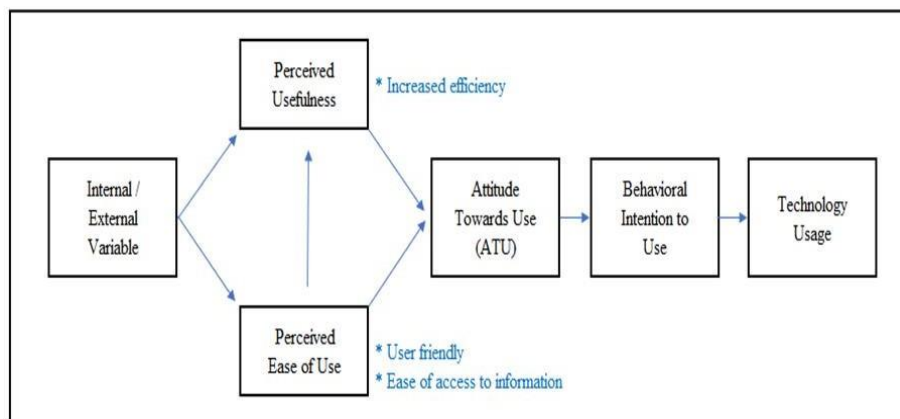 Perceived
Usefulness
* Increased efficiency
Internal /
External
Variable
Attitude
Towards Use
(ATU)
Behavioral
Intention to
Use
Technology
Usage
Perceived
Ease of Use
* User friendly
* Ease of access to information